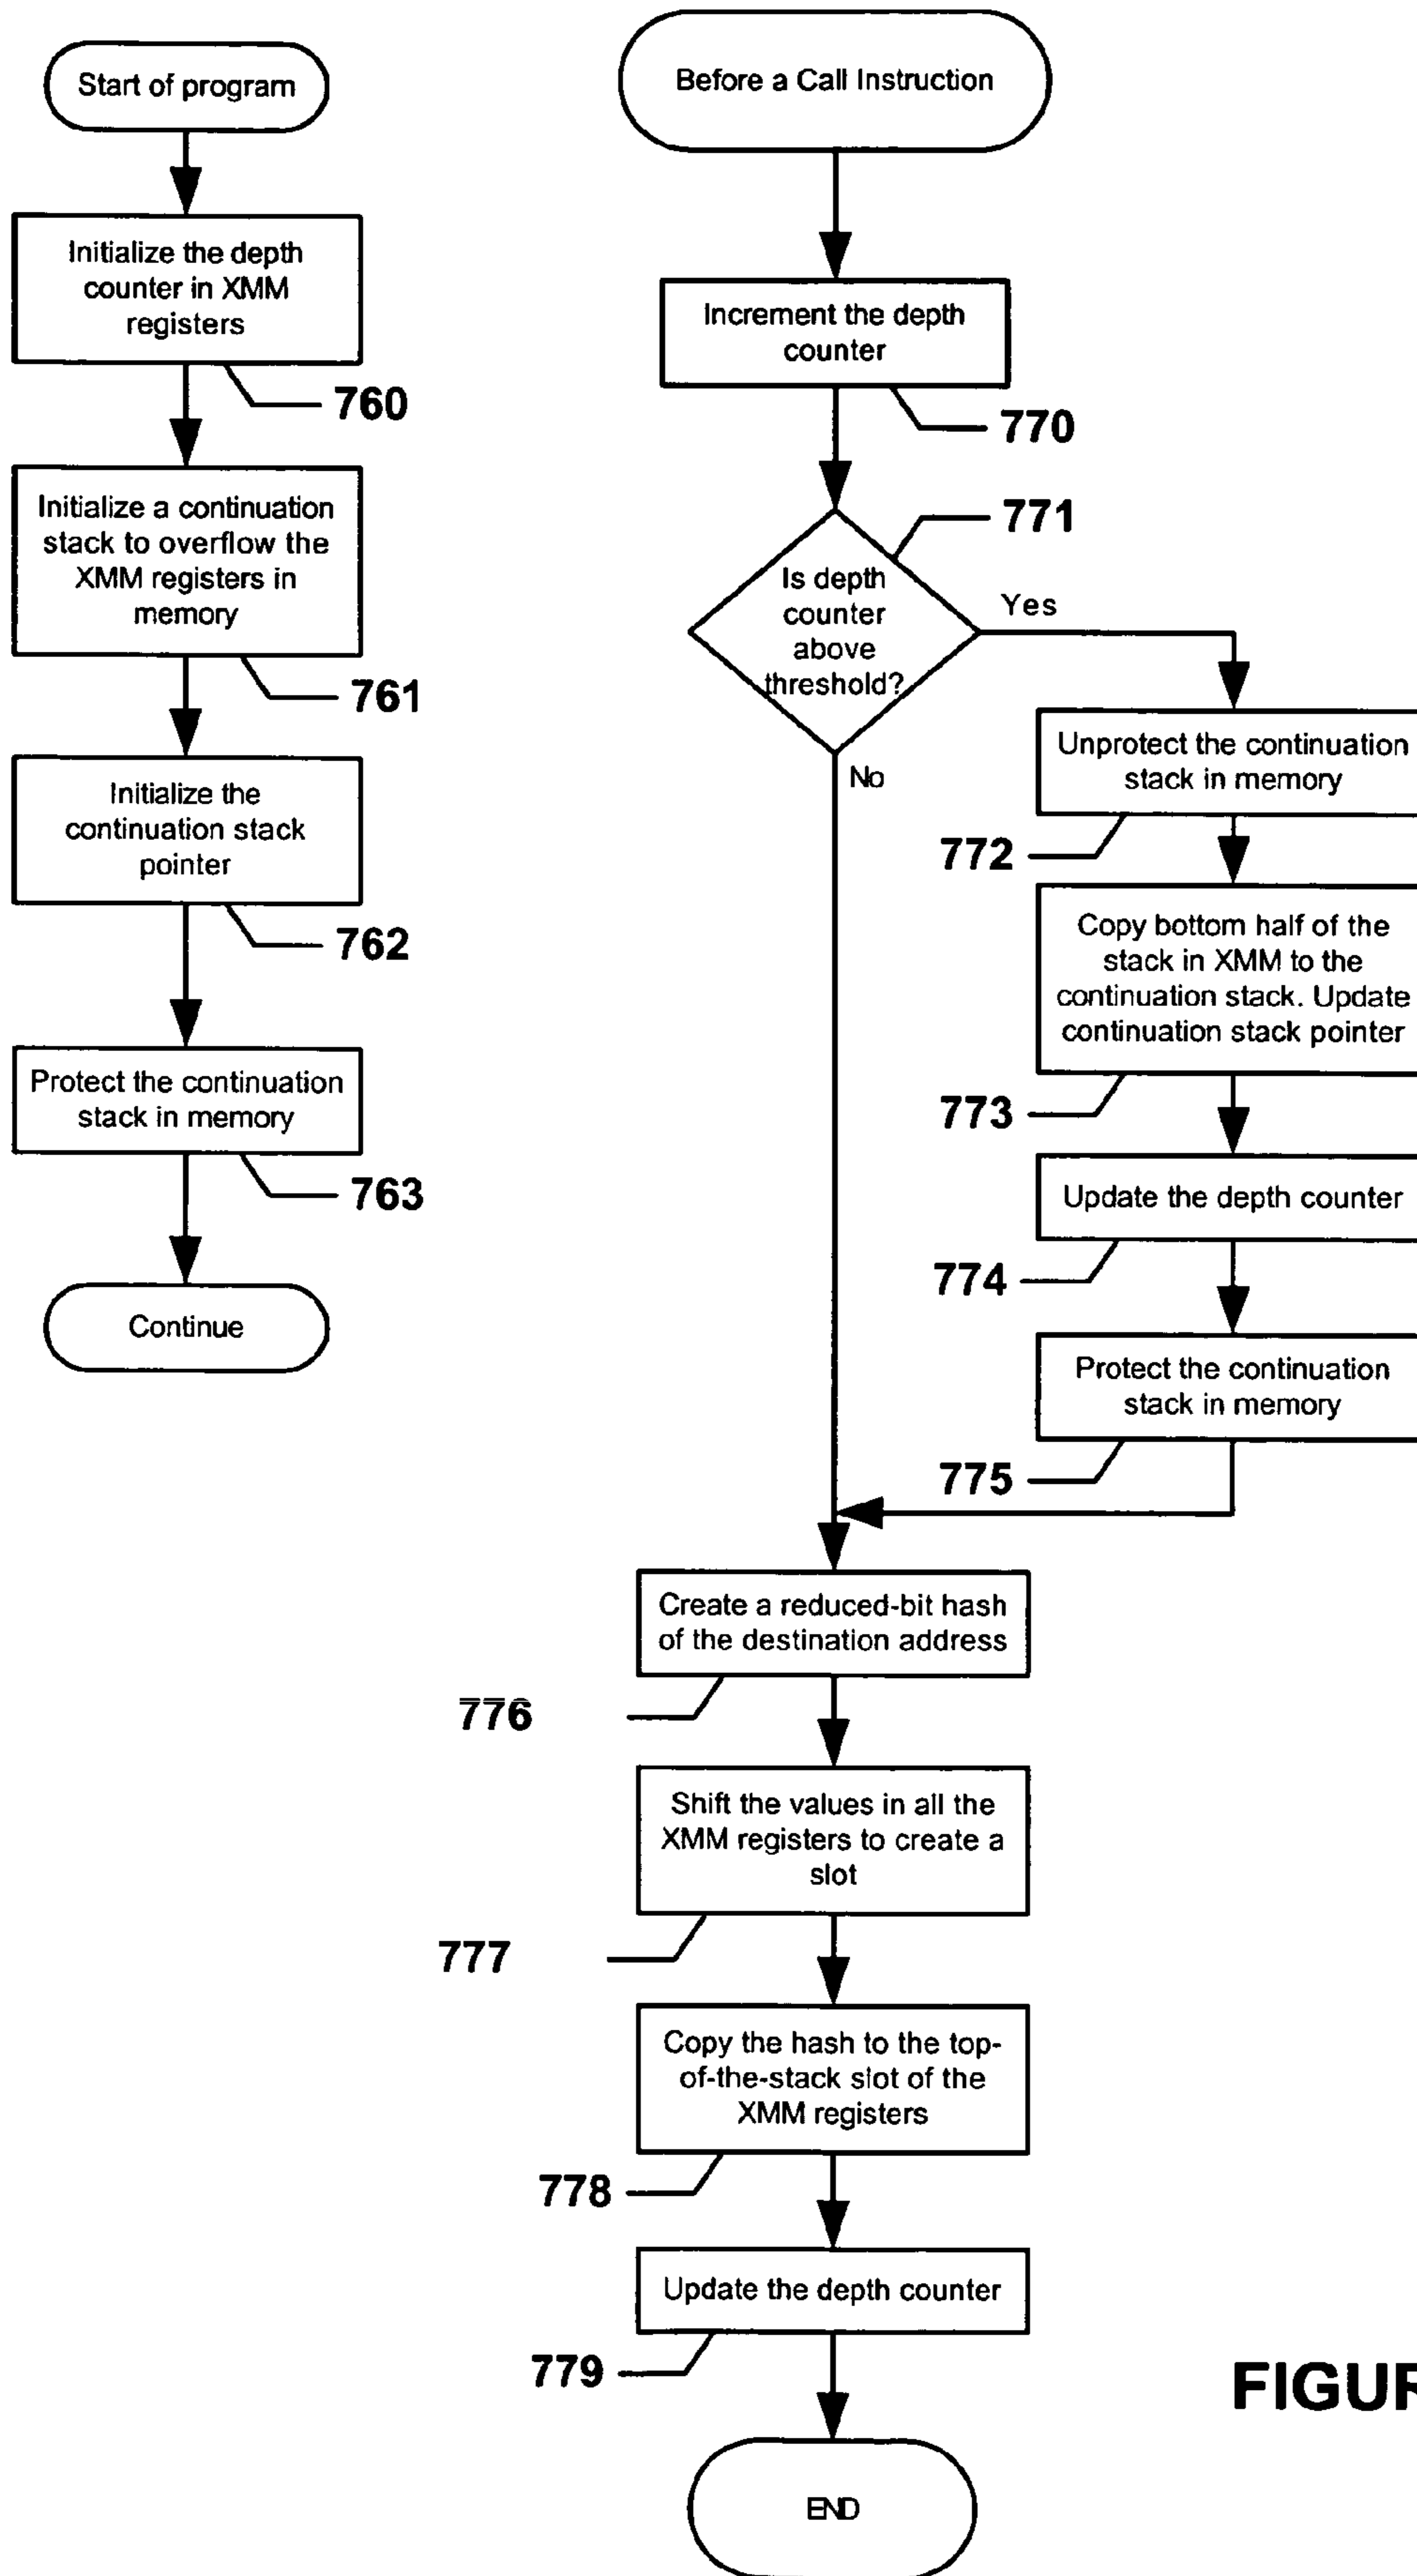 Start of program
Initialize the depth
counter in XMM
registers
760
Initialize a continuation
stack to overflow the
XMM registers in
memory
761
Initialize the
continuation stack
pointer
762
Protect the continuation
stack in memory
763
Continue
Before a Call Instruction
Increment the depth
counter
770
771
Is depth
counter
above
threshold?
Yes
No
Unprotect the continuation
stack in memory
772
Copy bottom half of the
stack in XMM to the
continuation stack. Update
continuation stack pointer
773
Update the depth counter
774
Protect the continuation
stack in memory
775
Create a reduced-bit hash
of the destination address
776
Shift the values in all the
XMM registers to create a
slot
777
Copy the hash to the top-
of-the-stack slot of the
XMM registers
778
Update the depth counter
779
END